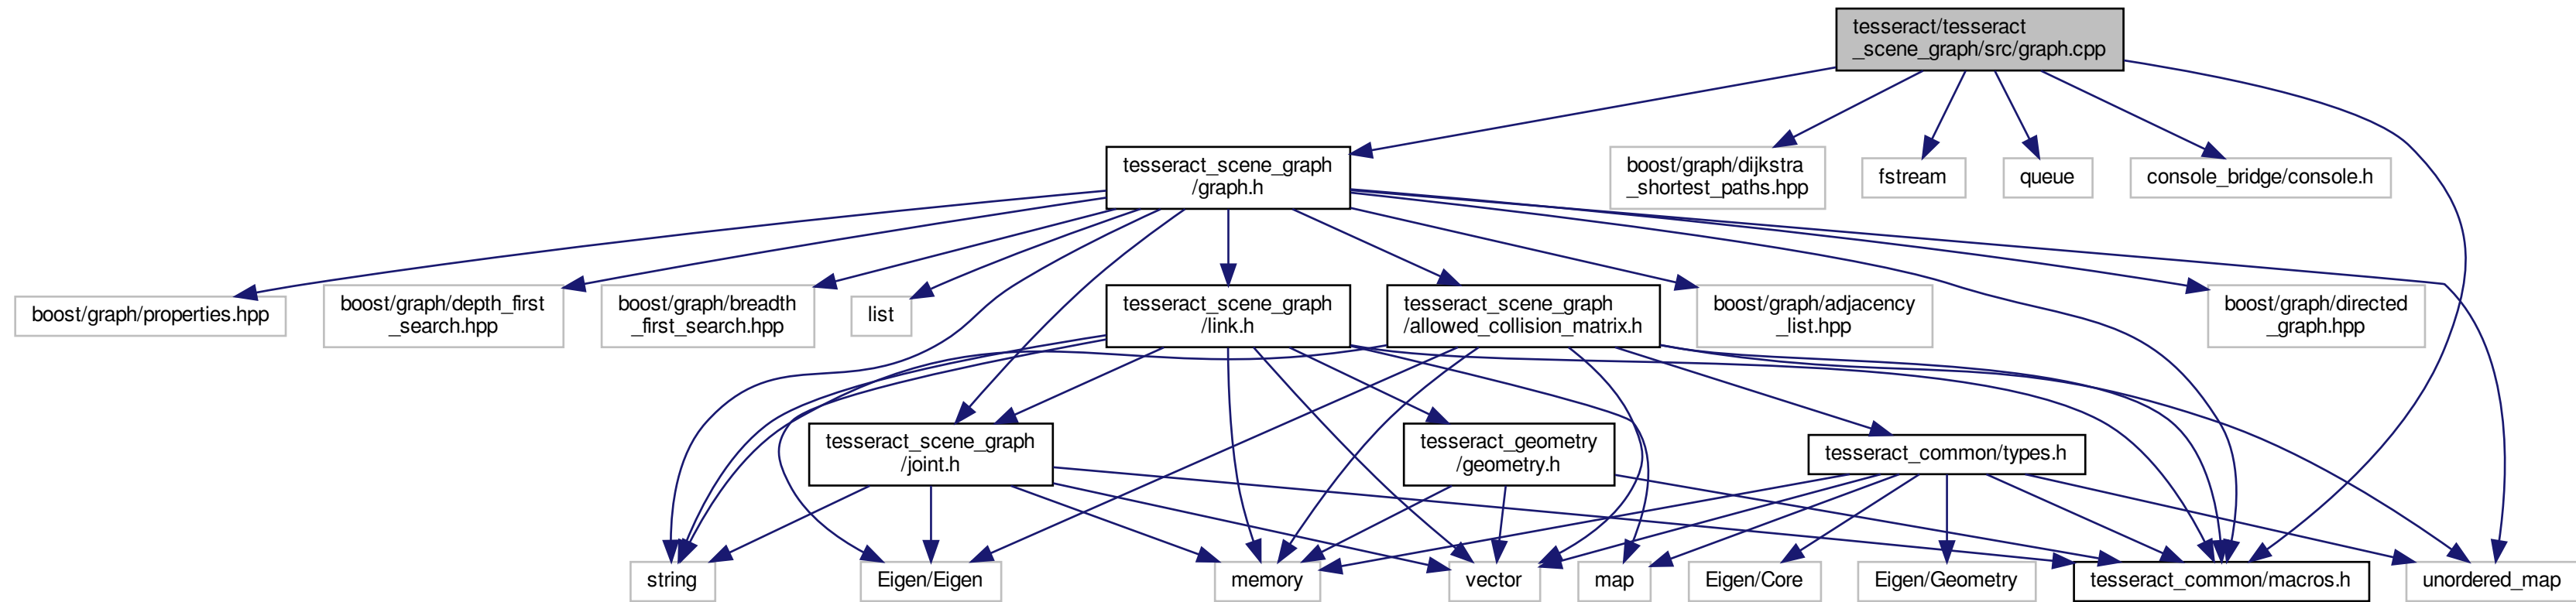 tesseract/tesseract
_scene_graph/src/graph.cpp
tesseract_scene_graph
/graph.h
boost/graph/dijkstra
_shortest_paths.hpp
fstream
queue
console_bridge/console.h
boost/graph/properties.hpp
boost/graph/depth_first
_search.hpp
boost/graph/breadth
_first_search.hpp
list
tesseract_scene_graph
/link.h
tesseract_scene_graph
/allowed_collision_matrix.h
boost/graph/adjacency
_list.hpp
boost/graph/directed
_graph.hpp
tesseract_scene_graph
/joint.h
tesseract_geometry
/geometry.h
tesseract_common/types.h
string
Eigen/Eigen
memory
vector
map
Eigen/Core
Eigen/Geometry
tesseract_common/macros.h
unordered_map